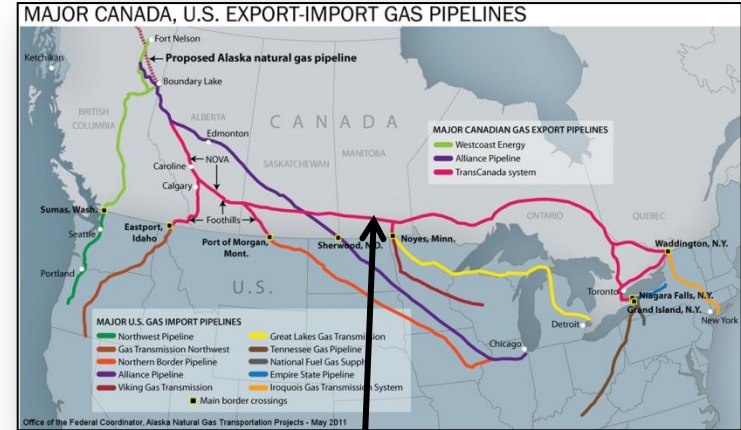 MAJOR CANADA, U.S. EXPORT-IMPORT GAS PIPELINES
Fort Nelson
Ketchikan
Proposed Alaska natural gas pipeline
Boundary Lake
BRITISH
COLUMBIA
ALBERTA
CANADA
Edmonton
SASKATCHEWAN
MANITOBA
MAJOR CANADIAN GAS EXPORT PIPELINES
Westcoast Energy
Alliance Pipeline
TransCanada system
Caroline
NOVA
Calgary
ONTARIO
QUEBEC
Sumas, Wash.
Foothills
Seattle
Eastport,
Idaho
Port of Morgan,
Mont.
Sherwood, N.D.
Noyes, Minn.
Waddington, N.Y.
Portland
U.S.
Toronto
Niagara Falls, N.Y.
Grand Island, N.Y.
New York
Detroit
Chicago
MAJOR U.S. GAS IMPORT PIPELINES
Northwest Pipeline
Gas Transmission Northwest
Northern Border Pipeline
Alliance Pipeline
Viking Gas Transmission
Great Lakes Gas Transmission
Tennessee Gas Pipeline
National Fuel Gas Supply
Empire State Pipeline
Iroquois Gas Transmission System
Main border crossings
Office of the Federal Coordinator, Alaska Natural Gas Transportation Projects - May 2011